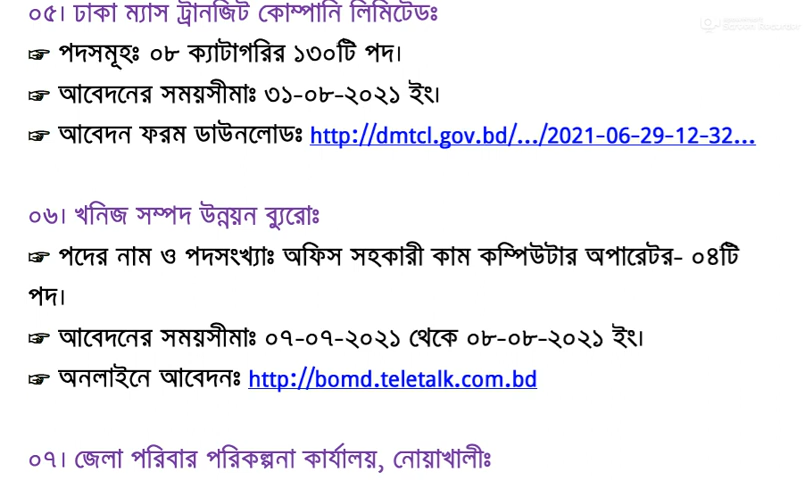 ০৫। ঢাকা ম্যাস ট্রানজিট কোম্পানি লিমিটেডঃ
☞ পদসমূহঃ ০৮ ক্যাটাগরির ১৩০টি পদ।
☞ আবেদনের সময়সীমাঃ ৩১-০৮-২০২১ ইং।
☞ আবেদন ফরম ডাউনলোডঃ http://dmtcl.gov.bd/.../2021-06-29-12-32...
০৬। খনিজ সম্পদ উন্নয়ন ব্যুরোঃ
☞ পদের নাম ও পদসংখ্যাঃ অফিস সহকারী কাম কম্পিউটার অপারেটর- ০৪টি
পদ।
☞ আবেদনের সময়সীমাঃ ০৭-০৭-২০২১ থেকে ০৮-০৮-২০২১ ইং।
☞ অনলাইনে আবেদনঃ http://bomd.teletalk.com.bd
০৭। জেলা পরিবার পরিকল্পনা কার্যালয়, নোয়াখালীঃ